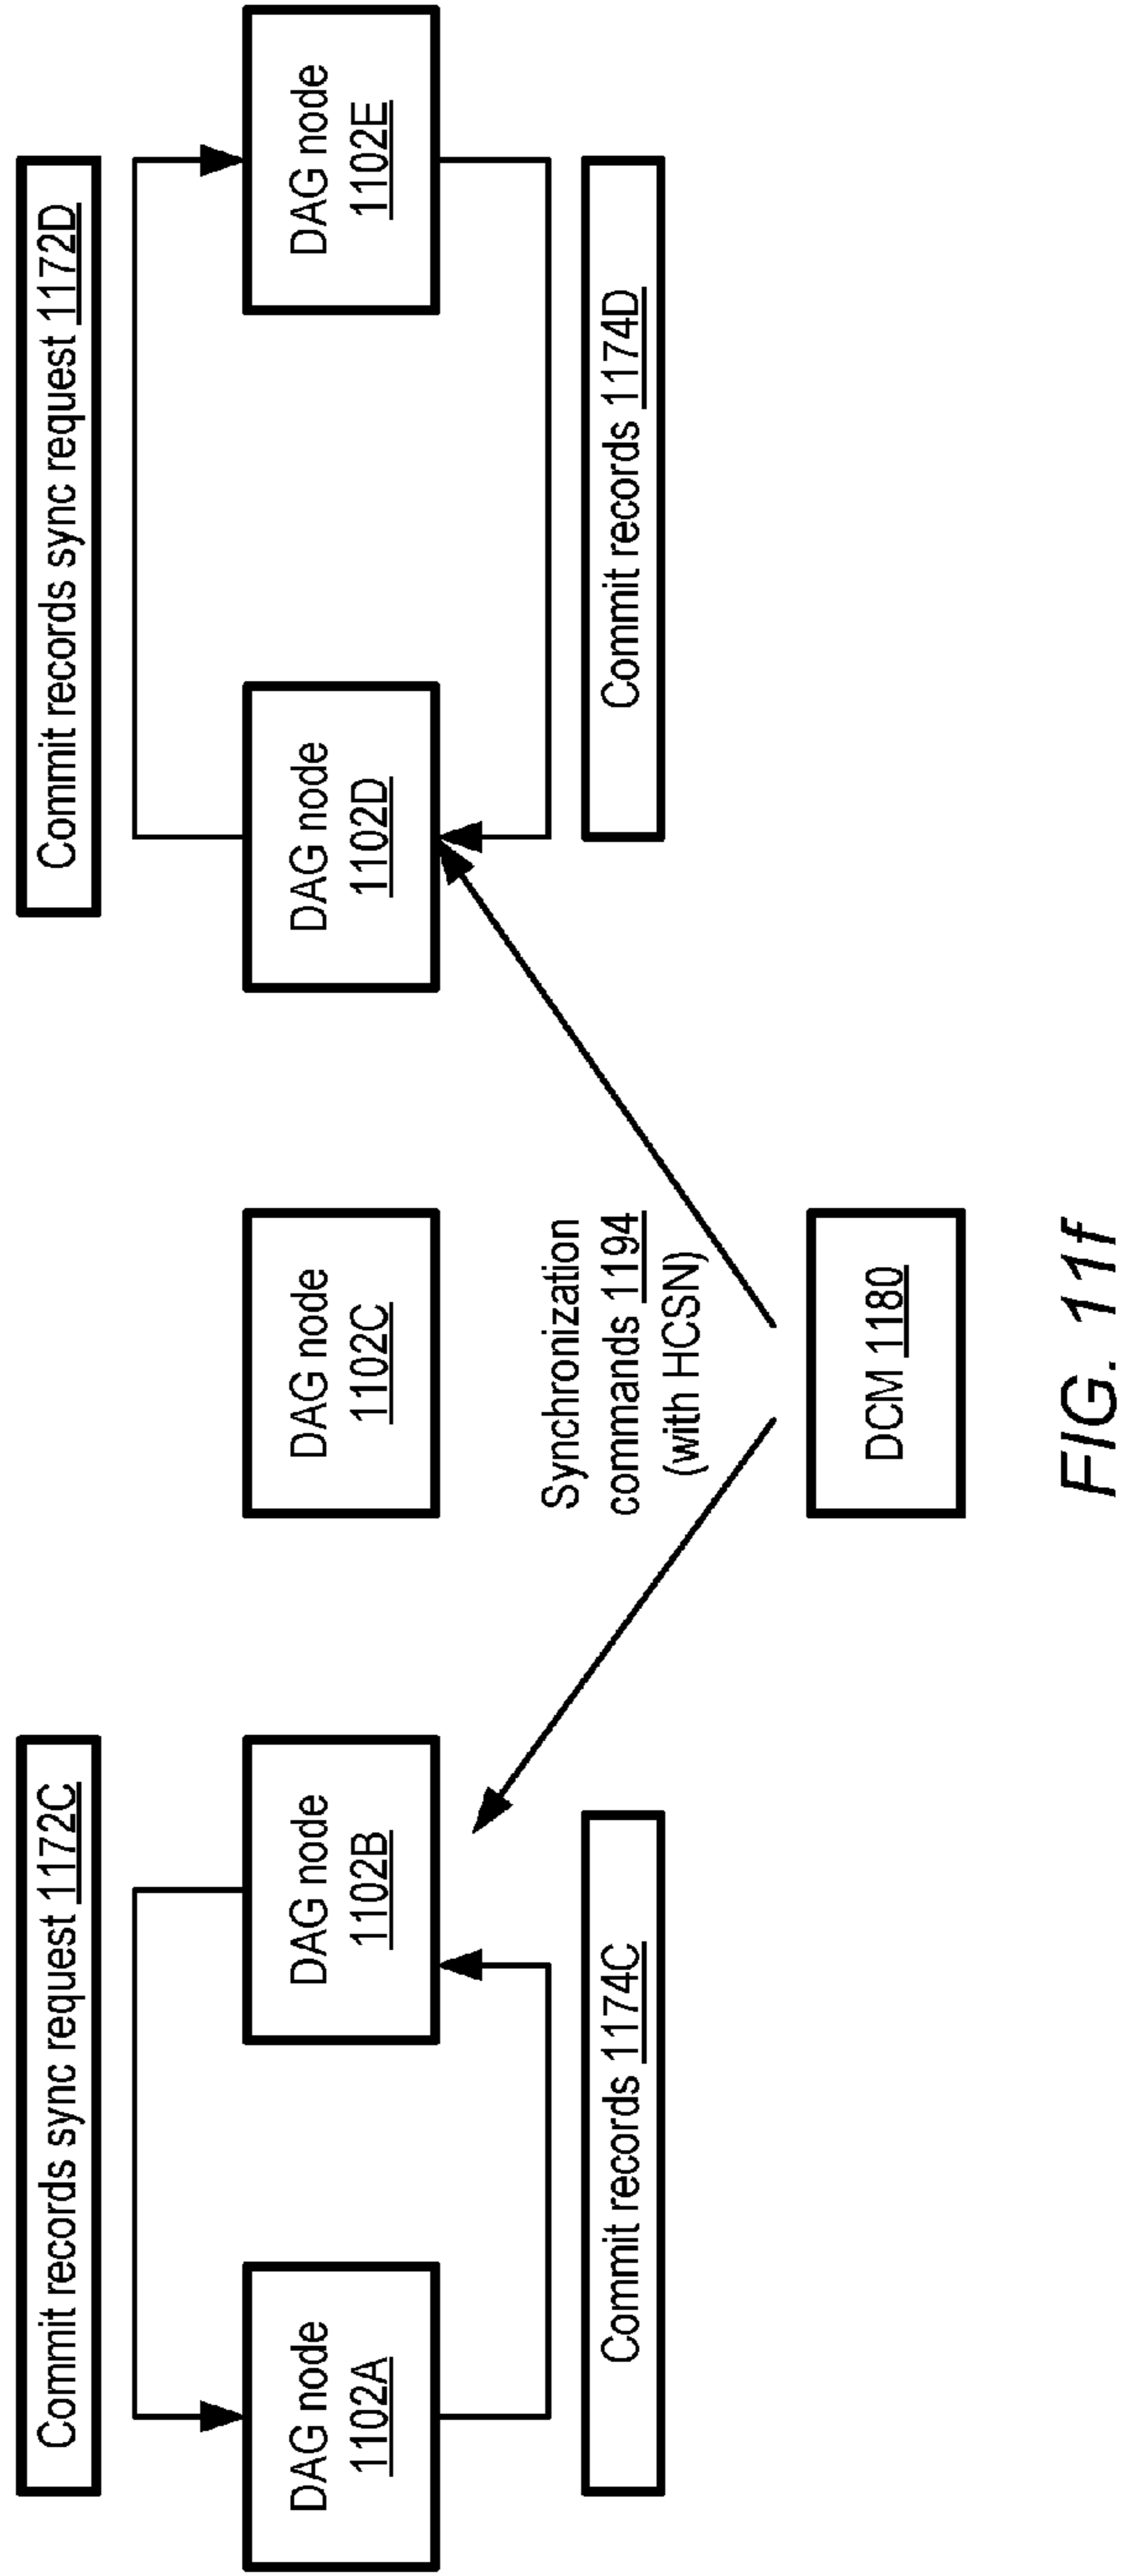 Commit records sync request 1172C
Commit records sync request 1172D
DAG node
1102A
DAG node
1102B
DAG node
1102C
DAG node
1102D
DAG node
1102E
Commit records 1174C
Synchronization
commands 1194
(with HCSN)
Commit records 1174D
DCM 1180
FIG. 11f